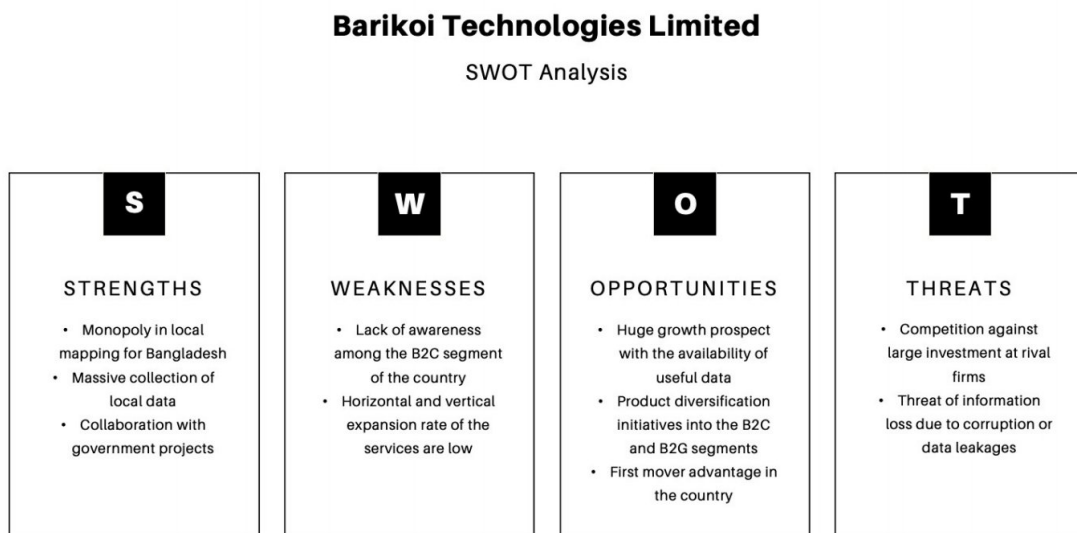 Barikoi Technologies Limited
SWOT Analysis
S
STRENGTHS
• Monopoly in local
mapping for Bangladesh
• Massive collection of
local data
• Collaboration with
government projects
W
WEAKNESSES
• Lack of awareness
among the B2C segment
of the country
• Horizontal and vertical
expansion rate of the
services are low
O
OPPORTUNITIES
• Huge growth prospect
with the availability of
useful data
• Product diversification
initiatives into the B2C
and B2G segments
• First mover advantage in
the country
T
THREATS
• Competition against
large investment at rival
firms
• Threat of information
loss due to corruption or
data leakages